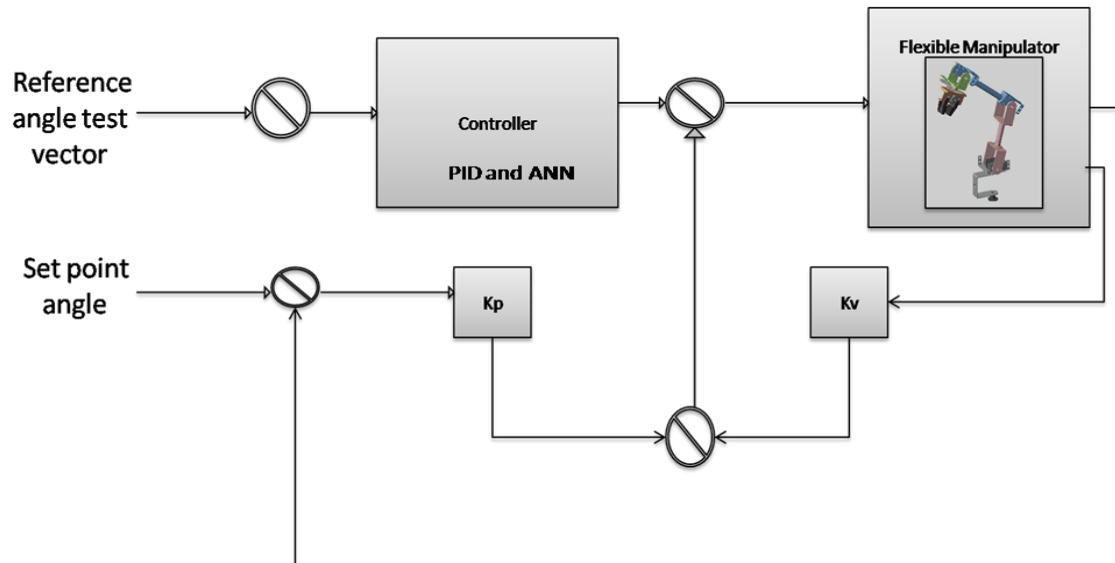 Reference
angle test
vector
Controller
PID and ANN
Flexible Manipulator
Set point
angle
Kp
Kv